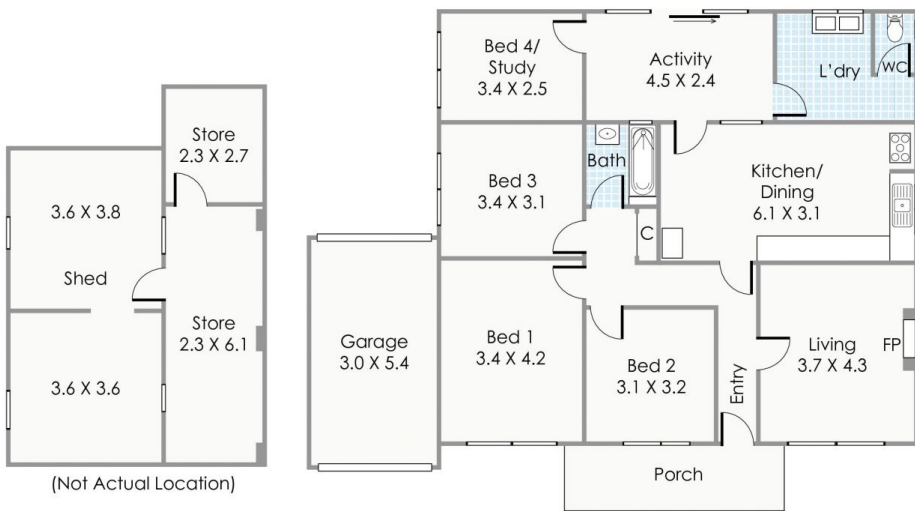 Store
2.3 X 2.7
3.6 X 3.8
Shed
Store
2.3 X 6.1
3.6 X 3.6
(Not Actual Location)
Bed 4/
Study
3.4 X 2.5
Activity
4.5 X 2.4
L'dry
WC
Bed 3
3.4 X 3.1
Bath
Kitchen/
Dining
6.1 X 3.1
C
Garage
3.0 X 5.4
Bed 1
3.4 X 4.2
Bed 2
3.1 X 3.2
Entry
Living
3.7 X 4.3
FP
Porch